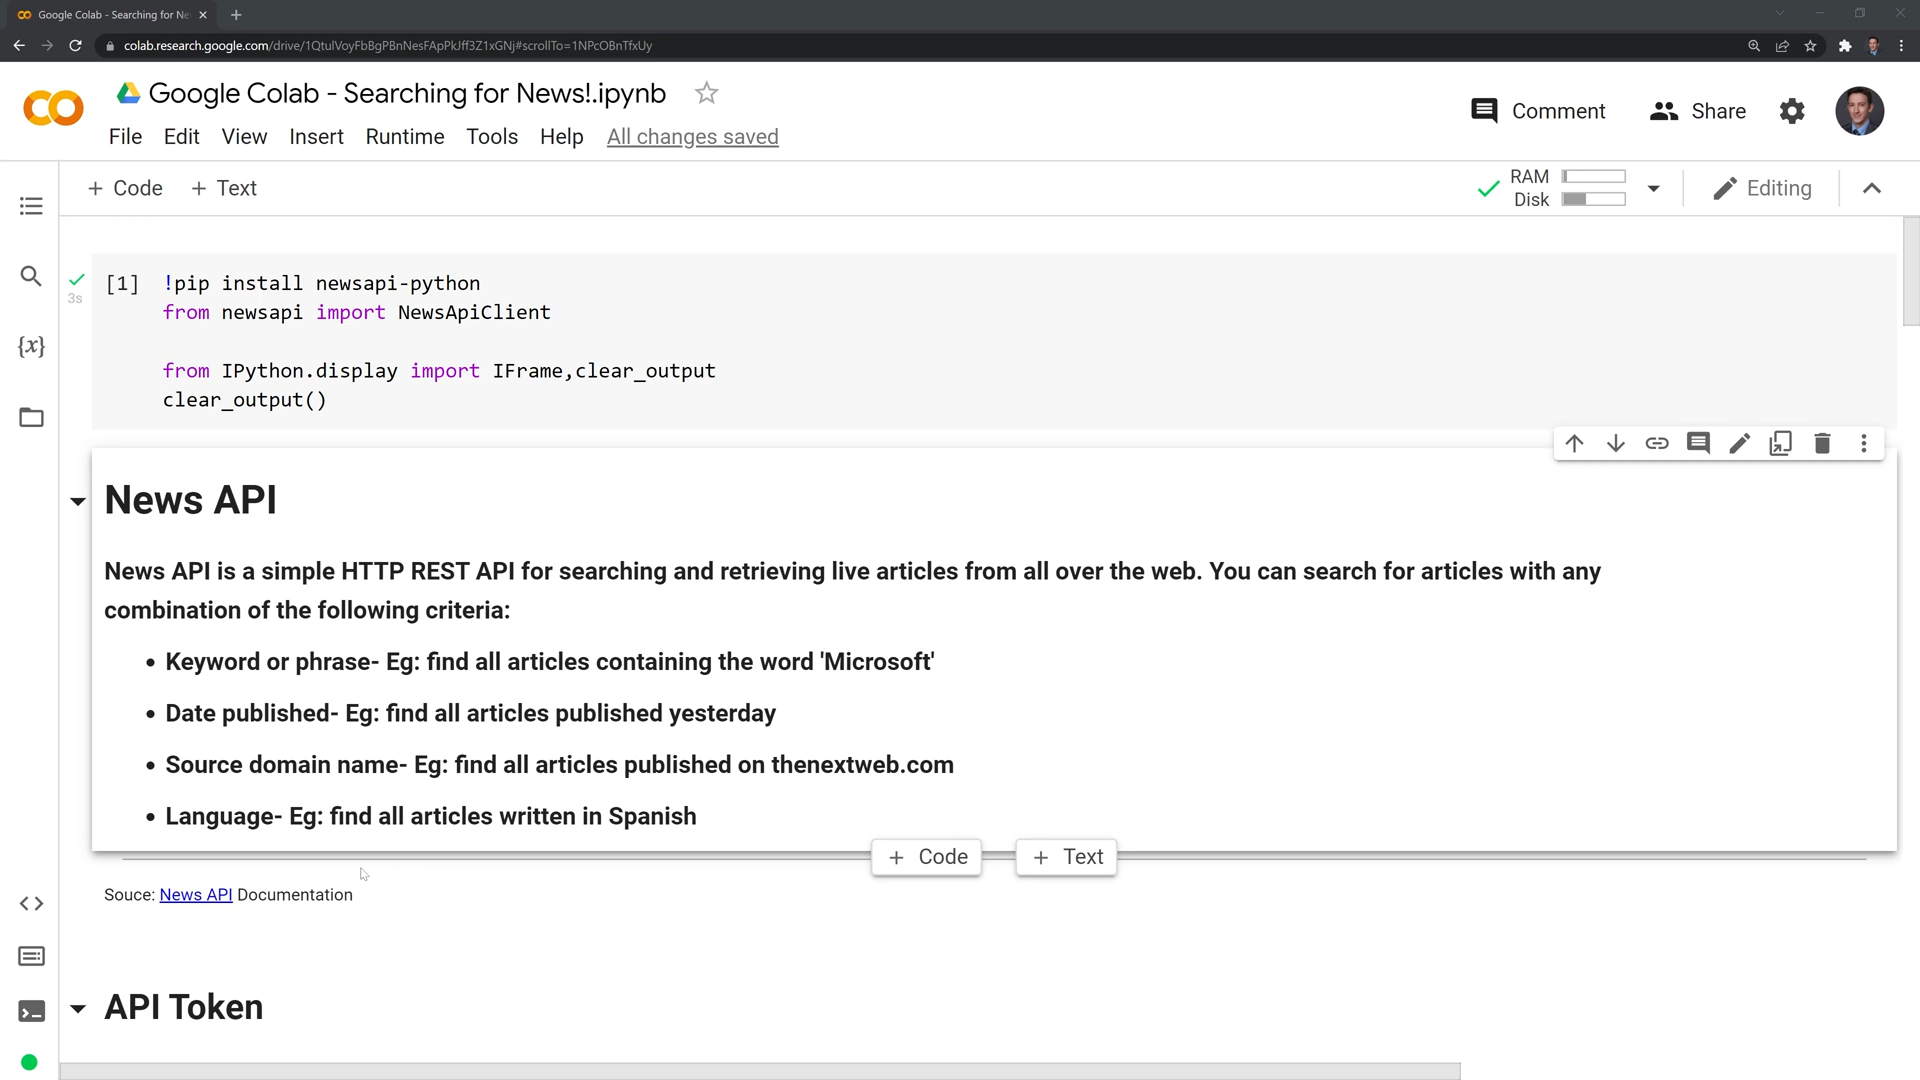 Google Colab - Searching for Ne
colab.research.google.com/drive/1QtulVoyFbBgPBnNesFApPkJff3Z1xGNj#scrollTo=1NPcOBnTfxUy
Google Colab - Searching for News!.ipynb
Comment
Share
File Edit View Insert Runtime Tools Help All changes saved
+ Code + Text
RAM
Disk
Editing
[1] !pip install newsapi-python
3s
from newsapi import NewsApiClient
from IPython.display import IFrame,clear_output
clear_output()
News API
News API is a simple HTTP REST API for searching and retrieving live articles from all over the web. You can search for articles with any
combination of the following criteria:
• Keyword or phrase- Eg: find all articles containing the word 'Microsoft'
• Date published- Eg: find all articles published yesterday
• Source domain name- Eg: find all articles published on thenextweb.com
• Language- Eg: find all articles written in Spanish
+ Code + Text
Souce: News API Documentation
API Token